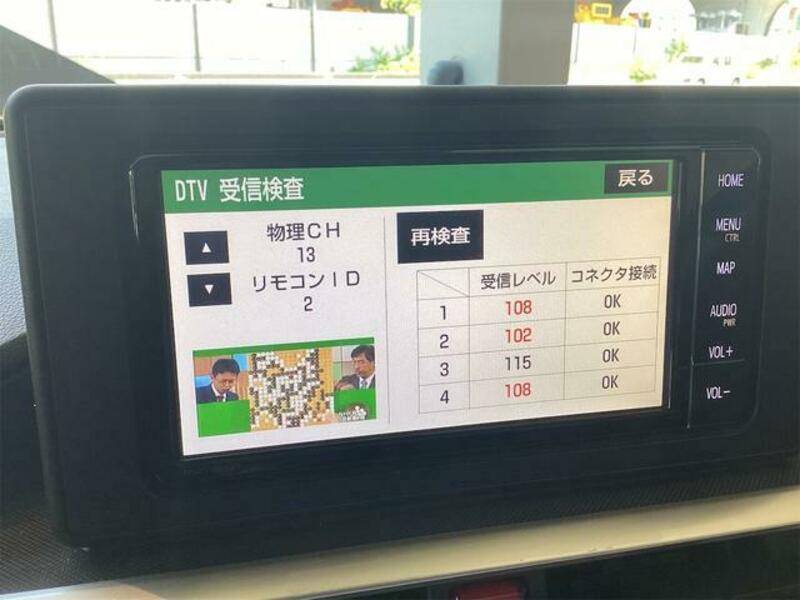 DTV 受信検査
戻る
物理CH
13
リモコンID
2
再検査
受信レベル コネクタ接続
1 108 OK
2 102 OK
3 115 OK
4 108 OK
HOME
MENU
CTRL
MAP
AUDIO
PWR
VOL+
VOL-